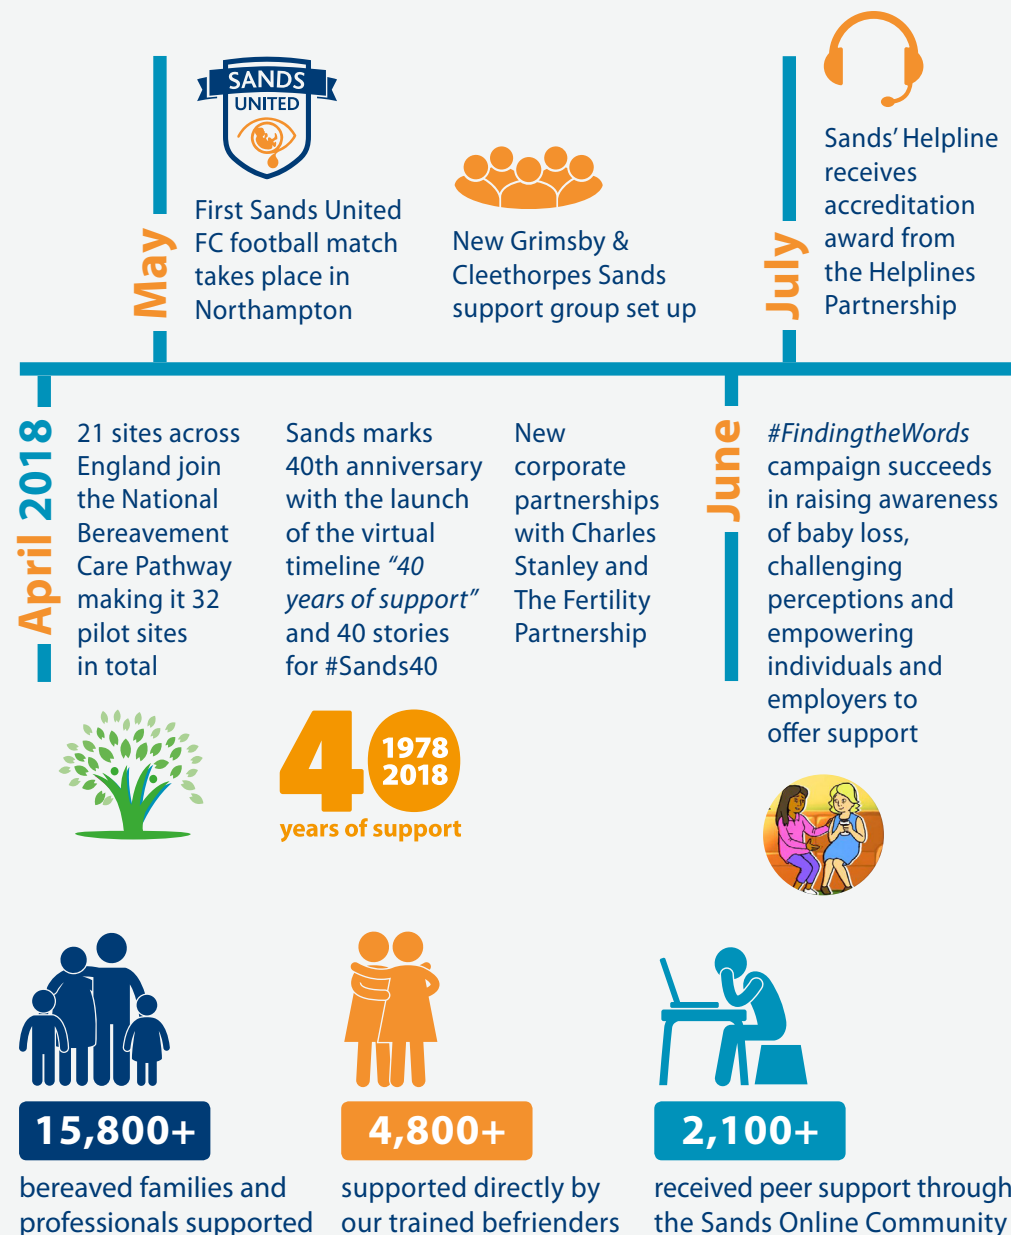 SANDS
UNITED
May
First Sands United
FC football match
takes place in
Northampton
New Grimsby &
Cleethorpes Sands
support group set up
July
Sands’ Helpline
receives
accreditation
award from
the Helplines
Partnership
April 2018
21 sites across
England join
the National
Bereavement
Care Pathway
making it 32
pilot sites
in total
Sands marks
40th anniversary
with the launch
of the virtual
timeline “40
years of support”
and 40 stories
for #Sands40
New
corporate
partnerships
with Charles
Stanley and
The Fertility
Partnership
June
#FindingtheWords
campaign succeeds
in raising awareness
of baby loss,
challenging
perceptions and
empowering
individuals and
employers to
offer support
40
1978
2018
years of support
15,800+
bereaved families and
professionals supported
4,800+
supported directly by
our trained befrienders
2,100+
received peer support through
the Sands Online Community